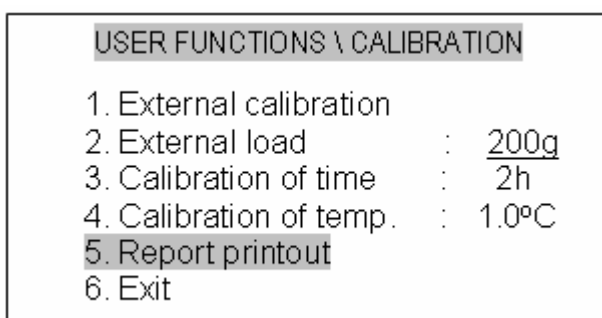 USER FUNCTIONS \ CALIBRATION
1. External calibration
2. External load : 200g
3. Calibration of time : 2h
4. Calibration of temp. : 1.0ºC
5. Report printout
6. Exit